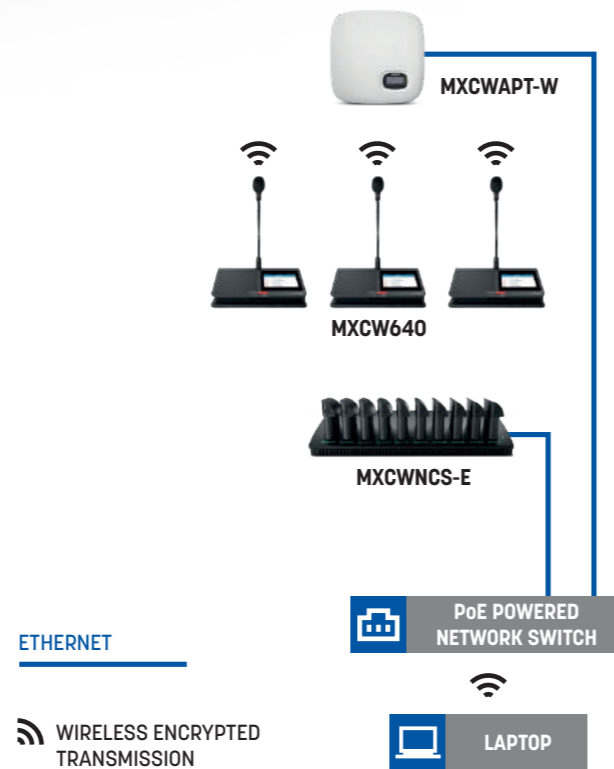 MXCWAPT-W
MXCW640
MXCWNCS-E
PoE POWERED
NETWORK SWITCH
ETHERNET
WIRELESS ENCRYPTED
TRANSMISSION
LAPTOP